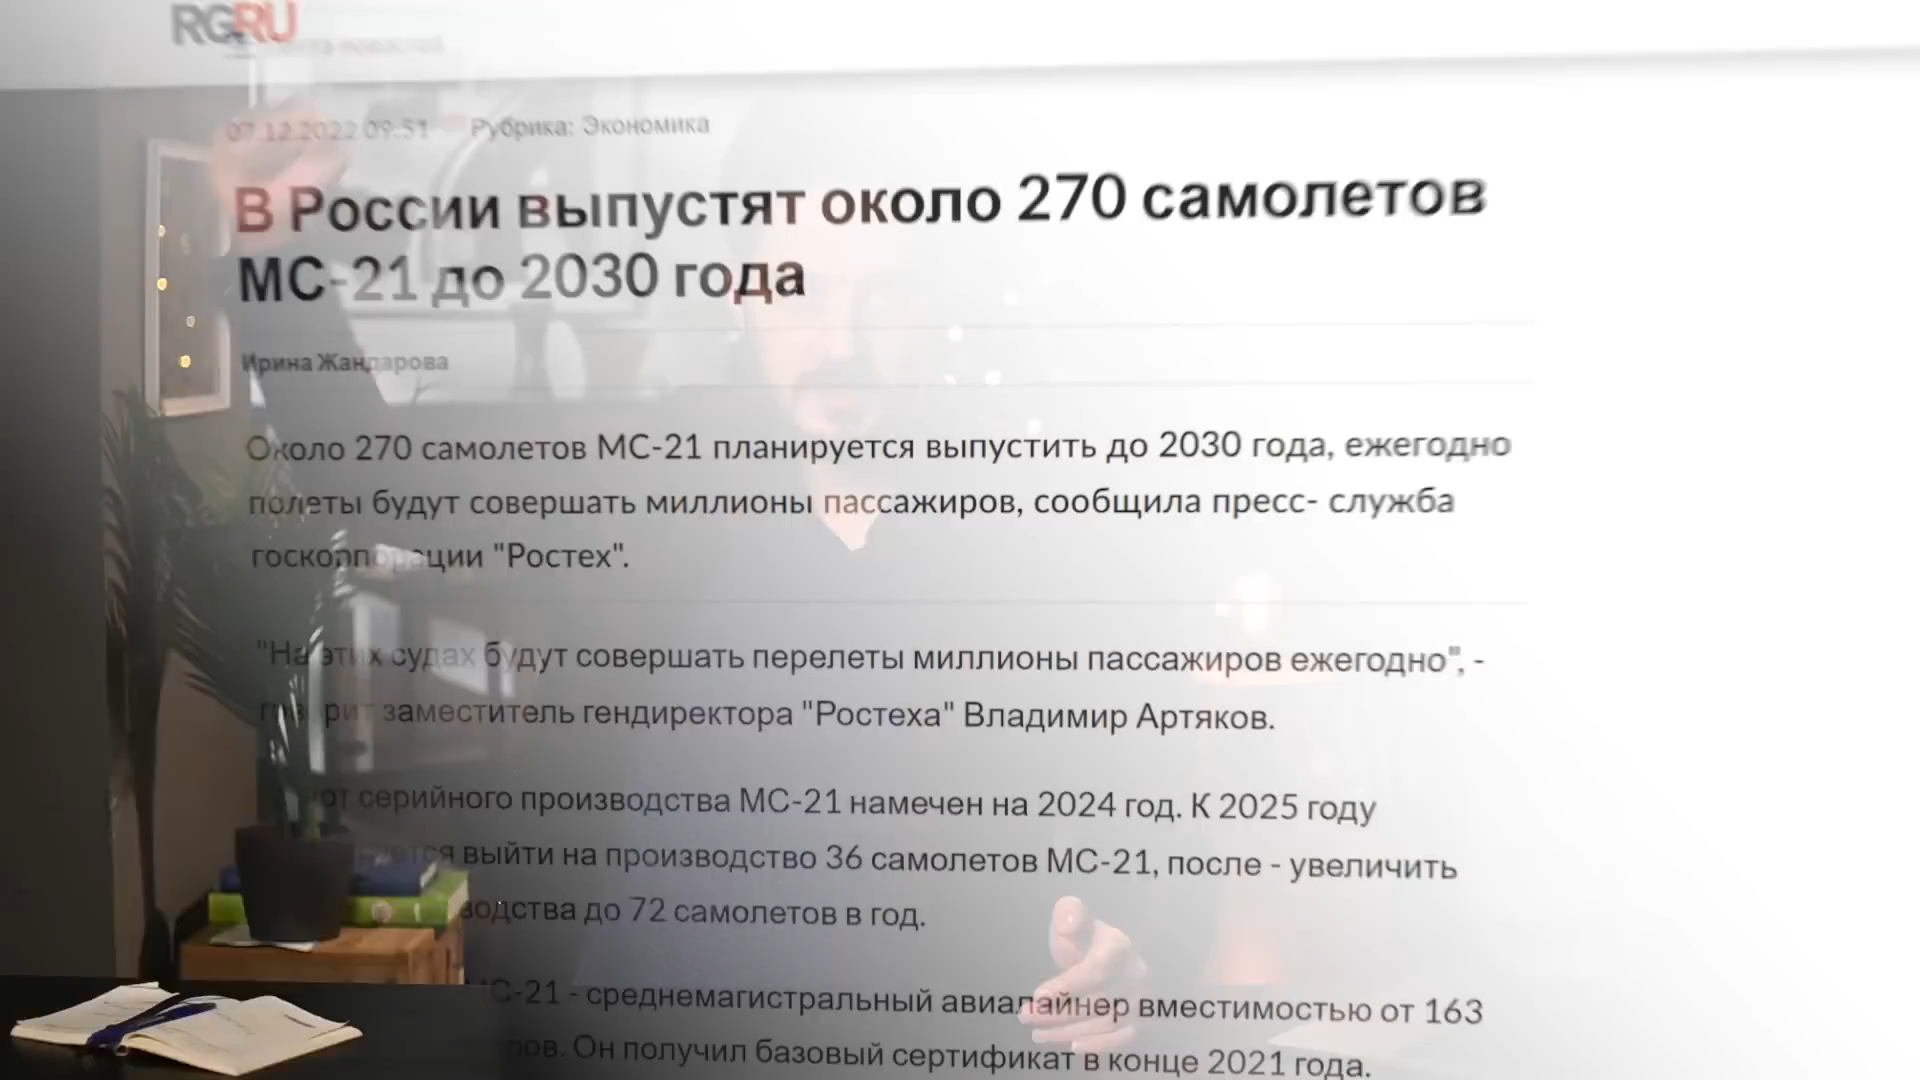 RGRU
07.12.2022 09:51 Рубрика: Экономика
В России выпустят около 270 самолетов
МС-21 до 2030 года
Ирина Жандарова
Около 270 самолетов МС-21 планируется выпустить до 2030 года, ежегодно
полеты будут совершать миллионы пассажиров, сообщила пресс- служба
госкорпорации "Ростех".
"На этих судах будут совершать перелеты миллионы пассажиров ежегодно", -
говорит заместитель гендиректора "Ростеха" Владимир Артяков.
серийного производства МС-21 намечен на 2024 год. К 2025 году
выйти на производство 36 самолетов МС-21, после - увеличить
до 72 самолетов в год.
МС-21 - среднемагистральный авиалайнер вместимостью от 163
Он получил базовый сертификат в конце 2021 года.